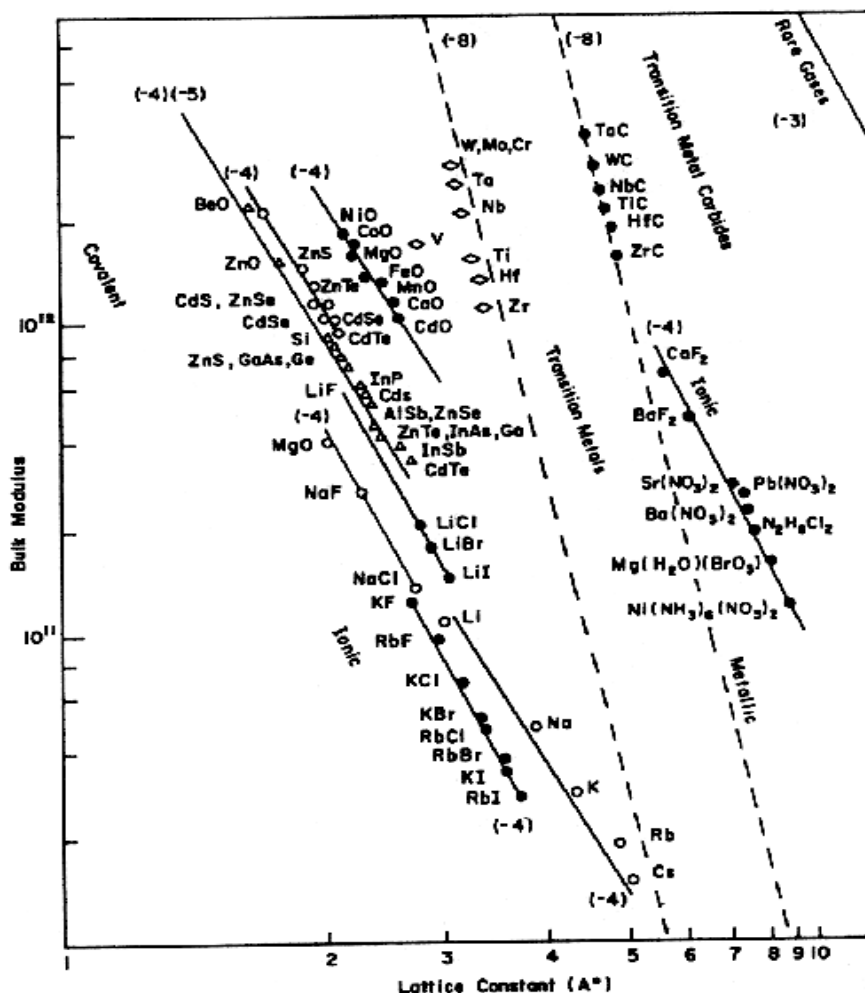 (-8)
(-8)
Rare Gases
(-3)
(-4)(-5)
(-4)
(-4)
W,Mo,Cr
Ta
Nb
V
Ti
Hf
Zr
TaC
WC
NbC
TiC
HfC
ZrC
Transition Metal Carbides
BeO
NiO
CoO
MgO
FeO
MnO
CaO
CdO
Covalent
ZnO
ZnS
ZnTe
CdS, ZnSe
CdSe
CdSe
CdTe
Si
ZnS, GaAs, Ge
InP
Cds
AlSb, ZnSe
ZnTe, InAs, Ga
InSb
CdTe
LiF
(-4)
MgO
NaF
NaCl
LiCl
LiBr
LiI
KF
Li
RbF
KCl
KBr
RbCl
RbBr
KI
RbI
(-4)
Ionic
Na
K
Rb
Cs
(-4)
Transition Metals
(-4)
CaF₂
Ionic
BaF₂
Sr(NO₃)₂
Pb(NO₃)₂
Ba(NO₃)₂
N₂H₆Cl₂
Mg(H₂O)(BrO₃)
Ni(NH₃)₆(NO₃)₂
Metallic
10¹²
10¹¹
Bulk Modulus
1 2 3 4 5 6 7 8 9 10
Lattice Constant (A°)